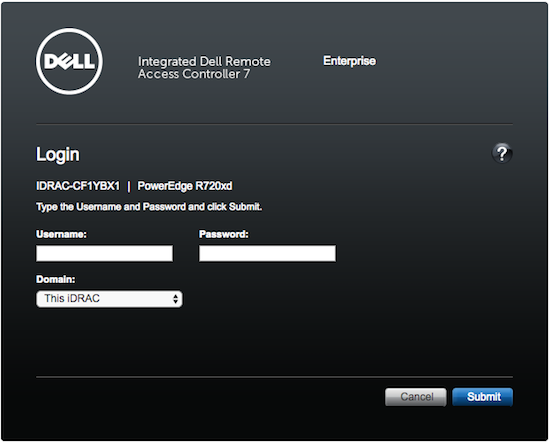 DELL
Integrated Dell Remote
Access Controller 7
Enterprise
Login
?
IDRAC-CF1YBX1 | PowerEdge R720xd
Type the Username and Password and click Submit.
Username: Password:
Domain:
This iDRAC
Cancel Submit